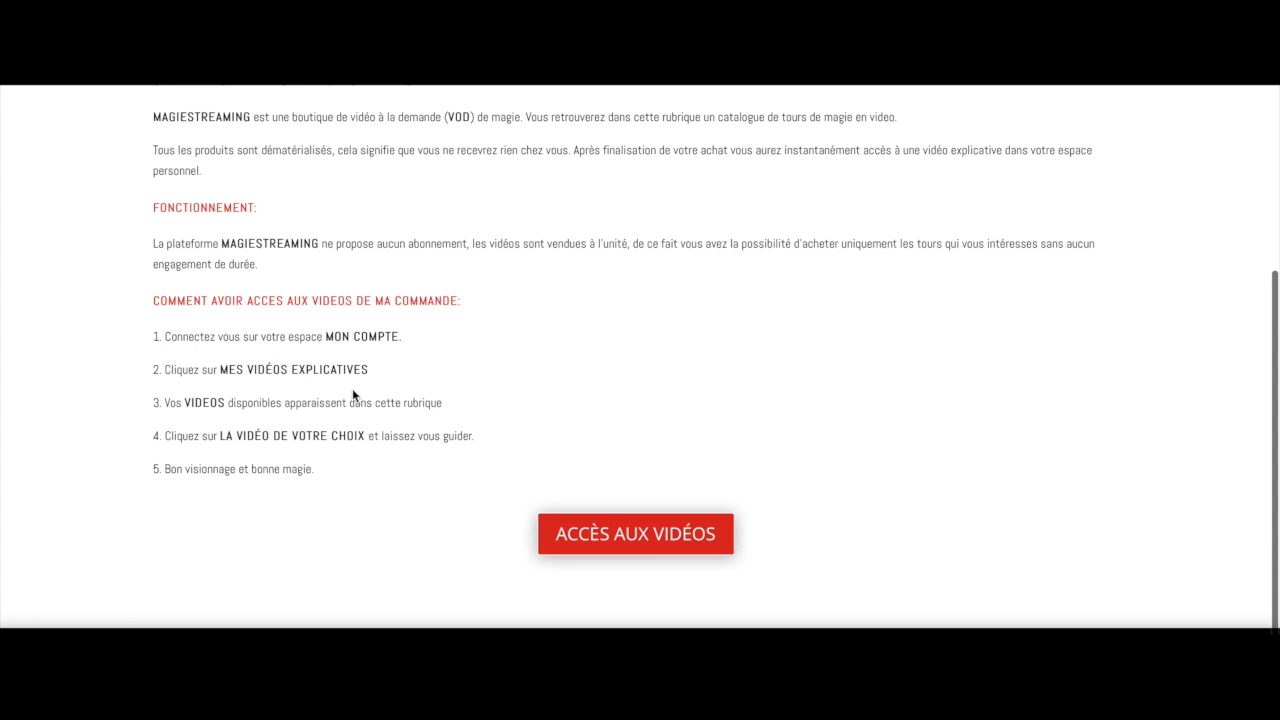 MAGIESTREAMING est une boutique de vidéo à la demande (VOD) de magie. Vous retrouverez dans cette rubrique un catalogue de tours de magie en video.
Tous les produits sont dématérialisés, cela signifie que vous ne recevrez rien chez vous. Après finalisation de votre achat vous aurez instantanément accès à une vidéo explicative dans votre espace
personnel.
FONCTIONNEMENT:
La plateforme MAGIESTREAMING ne propose aucun abonnement, les vidéos sont vendues à l'unité, de ce fait vous avez la possibilité d'acheter uniquement les tours qui vous intéresses sans aucun
engagement de durée.
COMMENT AVOIR ACCES AUX VIDEOS DE MA COMMANDE:
1. Connectez vous sur votre espace MON COMPTE.
2. Cliquez sur MES VIDÉOS EXPLICATIVES
3. Vos VIDEOS disponibles apparaissent dans cette rubrique
4. Cliquez sur LA VIDÉO DE VOTRE CHOIX et laissez vous guider.
5. Bon visionnage et bonne magie.
ACCÈS AUX VIDÉOS